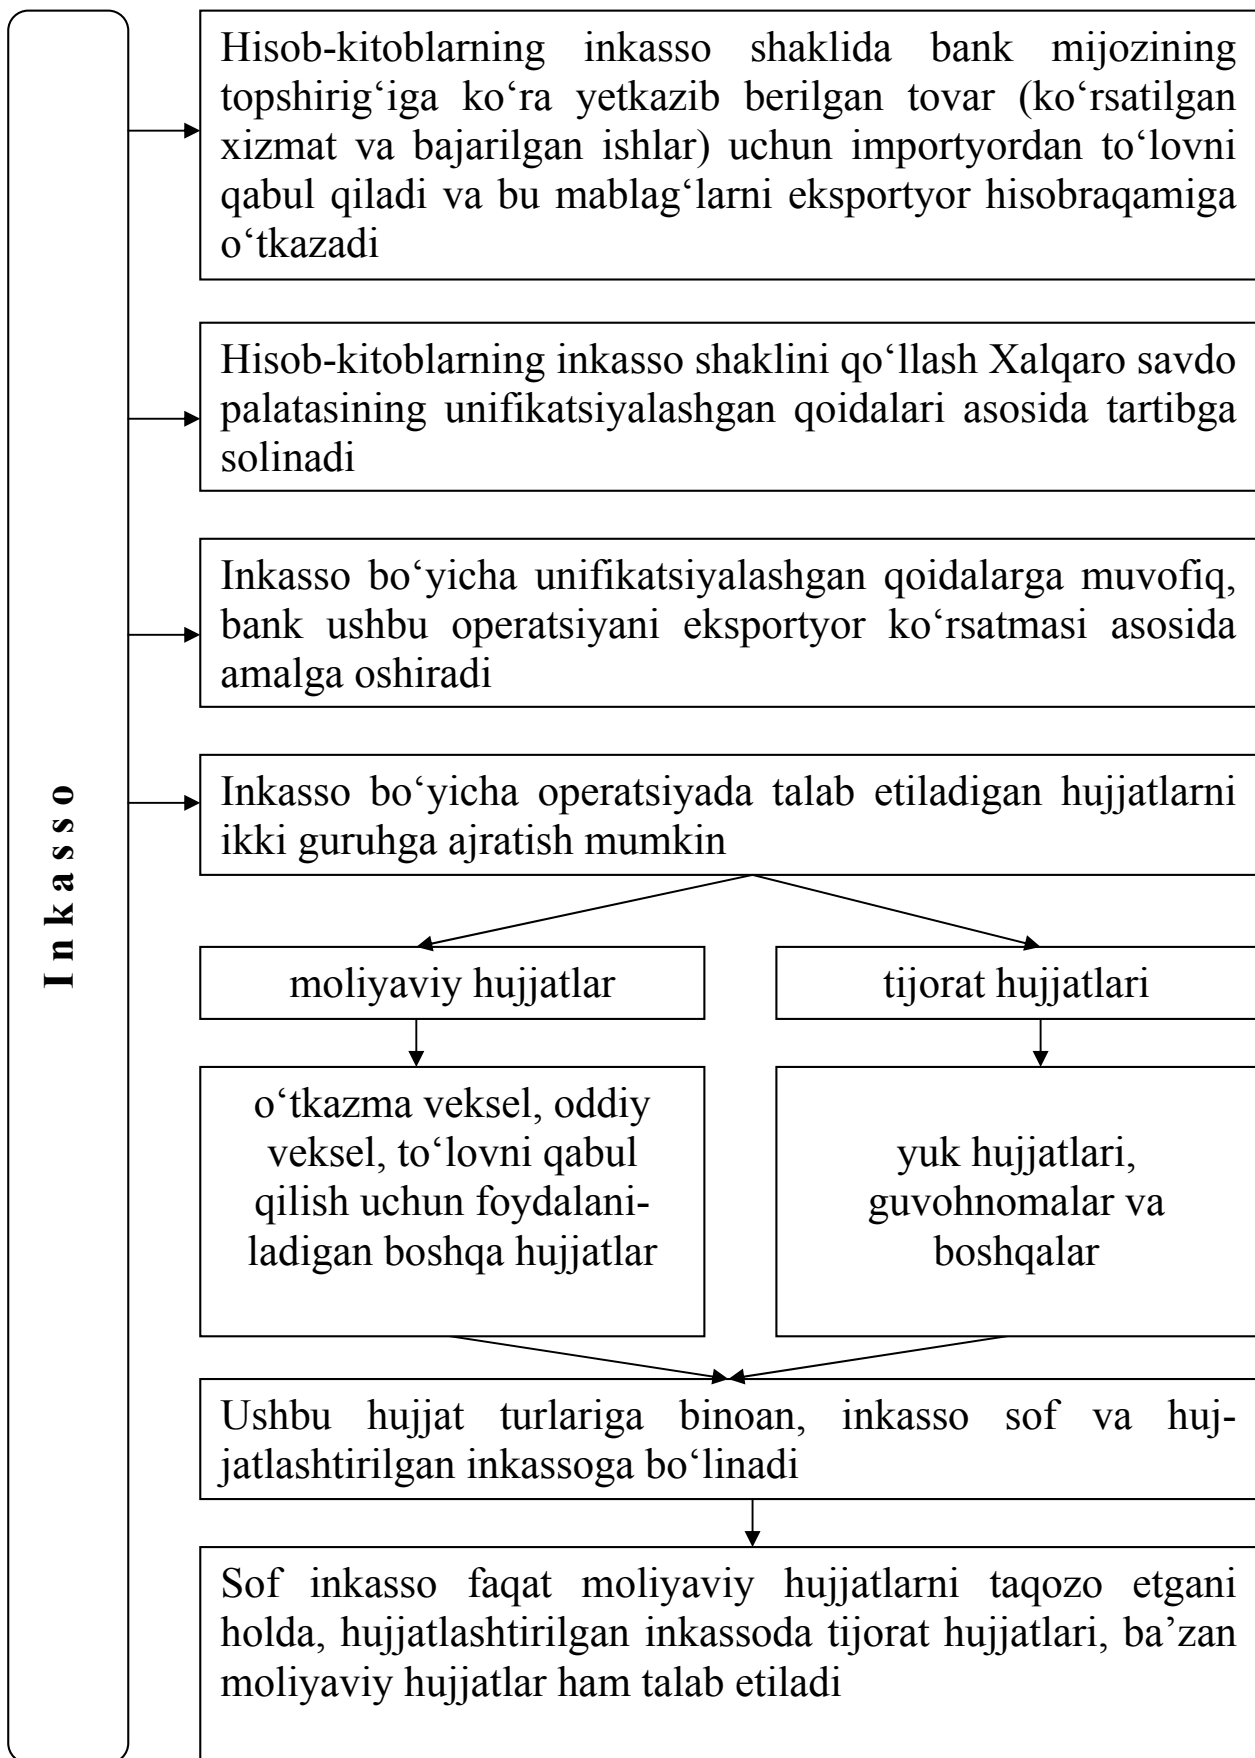 Inkasso
Hisob-kitoblarning inkasso shaklida bank mijozining
topshirig‘iga ko‘ra yetkazib berilgan tovar (ko‘rsatilgan
xizmat va bajarilgan ishlar) uchun importyordan to‘lovni
qabul qiladi va bu mablag‘larni eksportyor hisobraqamiga
o‘tkazadi
Hisob-kitoblarning inkasso shaklini qo‘llash Xalqaro savdo
palatasining unifikatsiyalashgan qoidalari asosida tartibga
solinadi
Inkasso bo‘yicha unifikatsiyalashgan qoidalarga muvofiq,
bank ushbu operatsiyani eksportyor ko‘rsatmasi asosida
amalga oshiradi
Inkasso bo‘yicha operatsiyada talab etiladigan hujjatlarni
ikki guruhga ajratish mumkin
moliyaviy hujjatlar
tijorat hujjatlari
o‘tkazma veksel, oddiy
veksel, to‘lovni qabul
qilish uchun foydalani-
ladigan boshqa hujjatlar
yuk hujjatlari,
guvohnomalar va
boshqalar
Ushbu hujjat turlariga binoan, inkasso sof va huj-
jatlashtirilgan inkassoga bo‘linadi
Sof inkasso faqat moliyaviy hujjatlarni taqozo etgani
holda, hujjatlashtirilgan inkassoda tijorat hujjatlari, ba’zan
moliyaviy hujjatlar ham talab etiladi